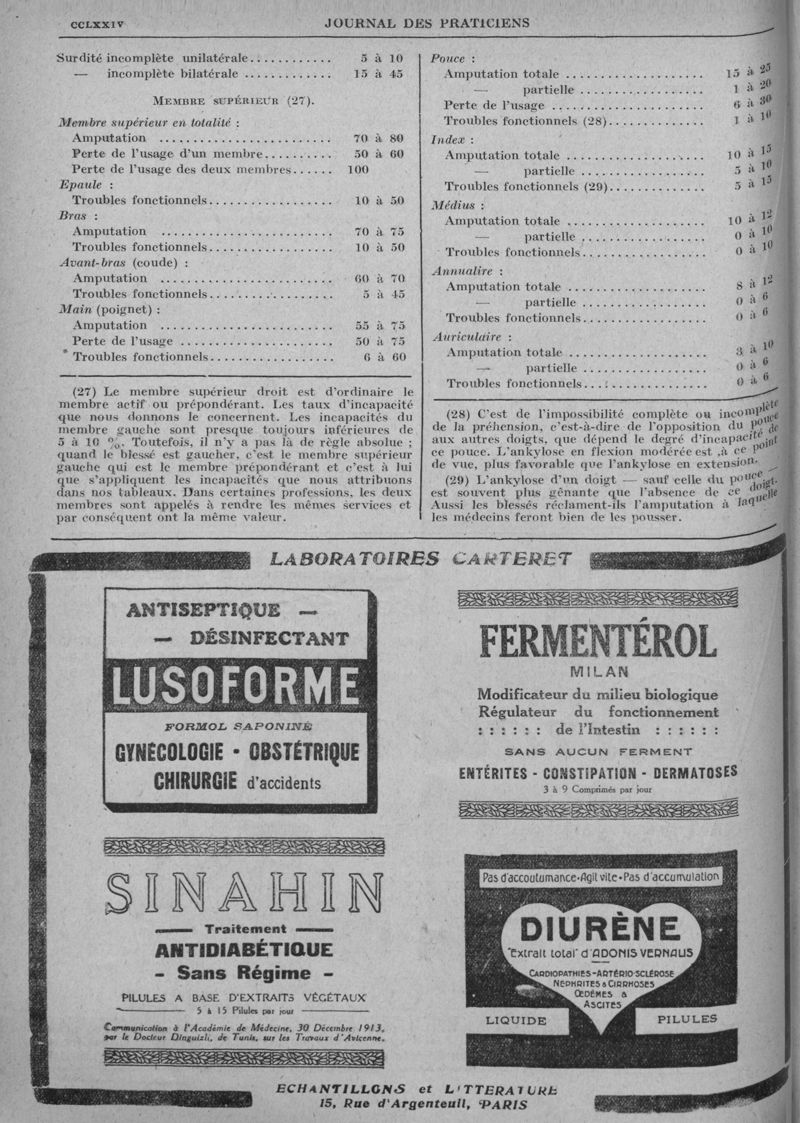 CCLXXIV
JOURNAL DES PRATICIENS
Surdité incomplète unilatérale............ 5 à 10
— incomplète bilatérale ............. 15 à 45
MEMBRE SUPÉRIEUR (27).
Membre supérieur en totalité :
Amputation ......................... 70 à 80
Perte de l'usage d'un membre.......... 50 à 60
Perte de l'usage des deux membres...... 100
Epaule :
Troubles fonctionnels.................. 10 à 50
Bras :
Amputation ......................... 70 à 75
Troubles fonctionnels.................. 10 à 50
Avant-bras (coude) :
Amputation ......................... 60 à 70
Troubles fonctionnels.................. 5 à 45
Main (poignet) :
Amputation ......................... 55 à 75
Perte de l'usage ...................... 50 à 75
* Troubles fonctionnels.................. 6 à 60
(27) Le membre supérieur droit est d'ordinaire le
membre actif ou prépondérant. Les taux d'incapacité
que nous donnons le concernent. Les incapacités du
membre gauche sont presque toujours inférieures de
5 à 10 %. Toutefois, il n'y a pas là de règle absolue ;
quand le blessé est gaucher, c'est le membre supérieur
gauche qui est le membre prépondérant et c'est à lui
que s'appliquent les incapacités que nous attribuons
dans nos tableaux. Dans certaines professions, les deux
membres sont appelés à rendre les mêmes services et
par conséquent ont la même valeur.
Pouce :
Amputation totale .................... 15 à 25
— partielle ................... 1 à 20
Perte de l'usage ...................... 6 à 30
Troubles fonctionnels (28).............. 1 à 10
Index :
Amputation totale .................... 10 à 15
— partielle .................. 5 à 10
Troubles fonctionnels (29).............. 5 à 15
Médius :
Amputation totale .................... 10 à 12
— partielle .................. 0 à 10
Troubles fonctionnels.................. 0 à 10
Annualire :
Amputation totale .................... 8 à 12
— partielle .................. 0 à 6
Troubles fonctionnels.................. 0 à 6
Auriculaire :
Amputation totale .................... 3 à 10
— partielle .................. 0 à 6
Troubles fonctionnels.................. 0 à 6
(28) C'est de l'impossibilité complète ou incomplète
de la préhension, c'est-à-dire de l'opposition du pouce
aux autres doigts, que dépend le degré d'incapacité de
ce pouce. L'ankylose en flexion modérée est à ce point
de vue, plus favorable que l'ankylose en extension.
(29) L'ankylose d'un doigt — sauf celle du pouce —
est souvent plus gênante que l'absence de ce doigt.
Aussi les blessés réclament-ils l'amputation à laquelle
les médecins feront bien de les pousser.
LABORATOIRES CARTERET
ANTISEPTIQUE —
— DÉSINFECTANT
LUSOFORME
FORMOL SAPONINÉ
GYNÉCOLOGIE - OBSTÉTRIQUE
CHIRURGIE d'accidents
FERMENTÉROL
MILAN
Modificateur du milieu biologique
Régulateur du fonctionnement
: : : : : : de l'Intestin : : : : : :
SANS AUCUN FERMENT
ENTÉRITES - CONSTIPATION - DERMATOSES
3 à 9 Comprimés par jour
SINAHIN
Traitement
ANTIDIABÉTIQUE
- Sans Régime -
PILULES A BASE D'EXTRAITS VÉGÉTAUX
5 à 15 Pilules par jour
Communication à l'Académie de Médecine, 30 Décembre 1913,
par le Docteur Dinguizli, de Tunis, sur les Travaux d'Avicenne.
Pas d'accoutumance-Agit vite-Pas d'accumulation
DIURÈNE
"Extrait total" d'ADONIS VERNALIS
CARDIOPATHIES-ARTÉRIO-SCLÉROSE
NÉPHRITES & CIRRHOSES
ŒDÈMES &
ASCITES
LIQUIDE
PILULES
ECHANTILLONS et LITTERATURE
15, Rue d'Argenteuil, PARIS